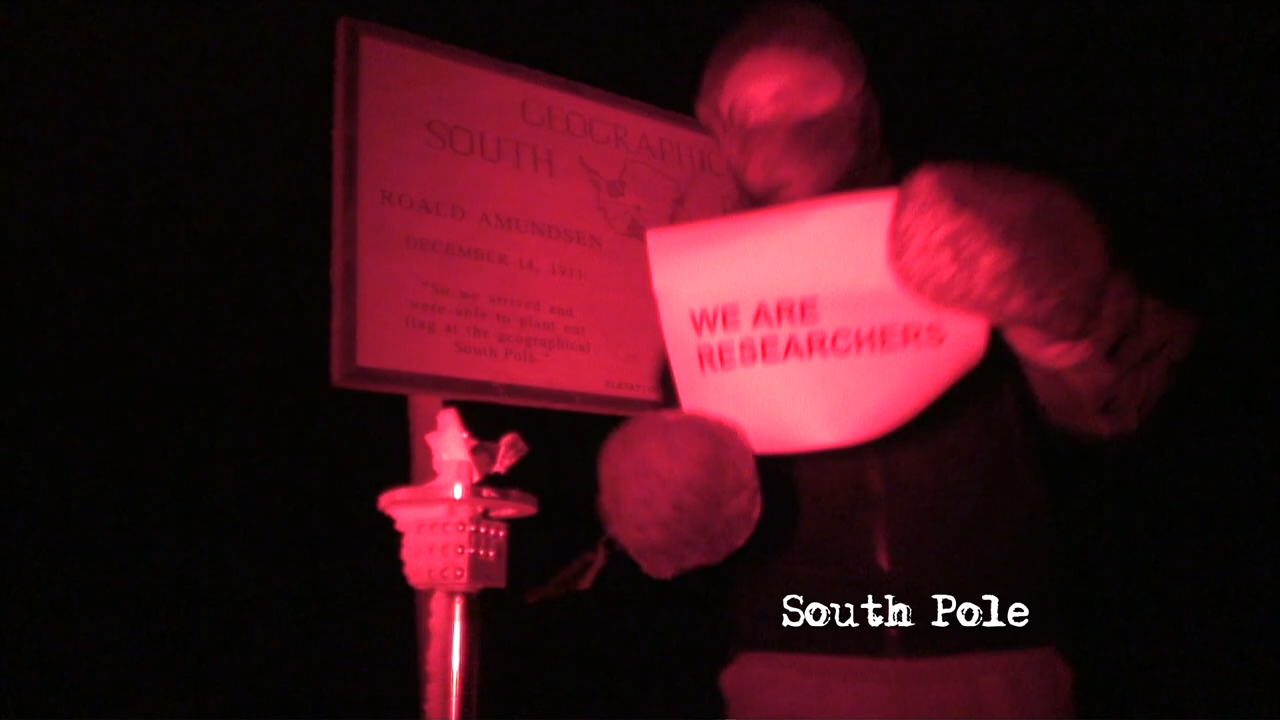 GEOGRAPHIC
SOUTH
ROALD AMUNDSEN
DECEMBER 14, 1911
"So we arrived and
were able to plant our
flag at the geographical
South Pole."
WE ARE
RESEARCHERS
South Pole